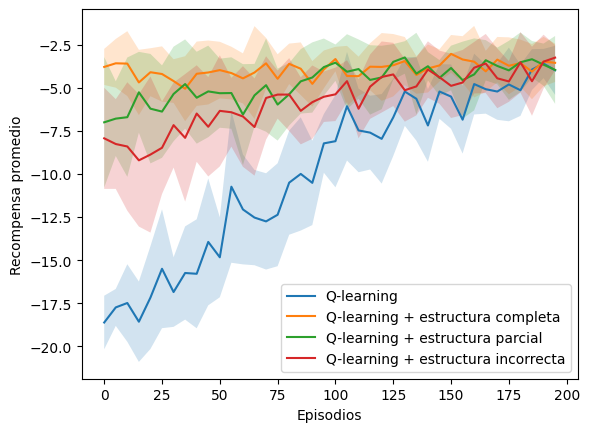 Recompensa promedio
−2.5
−5.0
−7.5
−10.0
−12.5
−15.0
−17.5
−20.0
Q-learning
Q-learning + estructura completa
Q-learning + estructura parcial
Q-learning + estructura incorrecta
0 25 50 75 100 125 150 175 200
Episodios